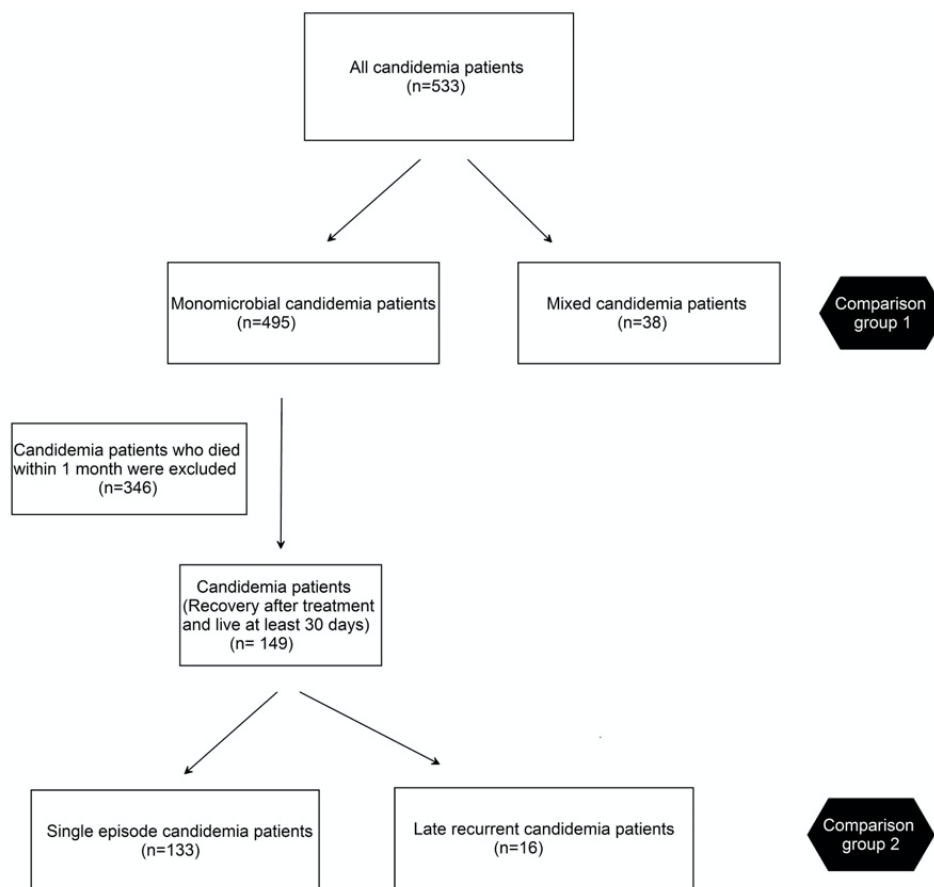 All candidemia patients
(n=533)
Monomicrobial candidemia patients
(n=495)
Mixed candidemia patients
(n=38)
Comparison
group 1
Candidemia patients who died
within 1 month were excluded
(n=346)
Candidemia patients
(Recovery after treatment
and live at least 30 days)
(n= 149)
Single episode candidemia patients
(n=133)
Late recurrent candidemia patients
(n=16)
Comparison
group 2